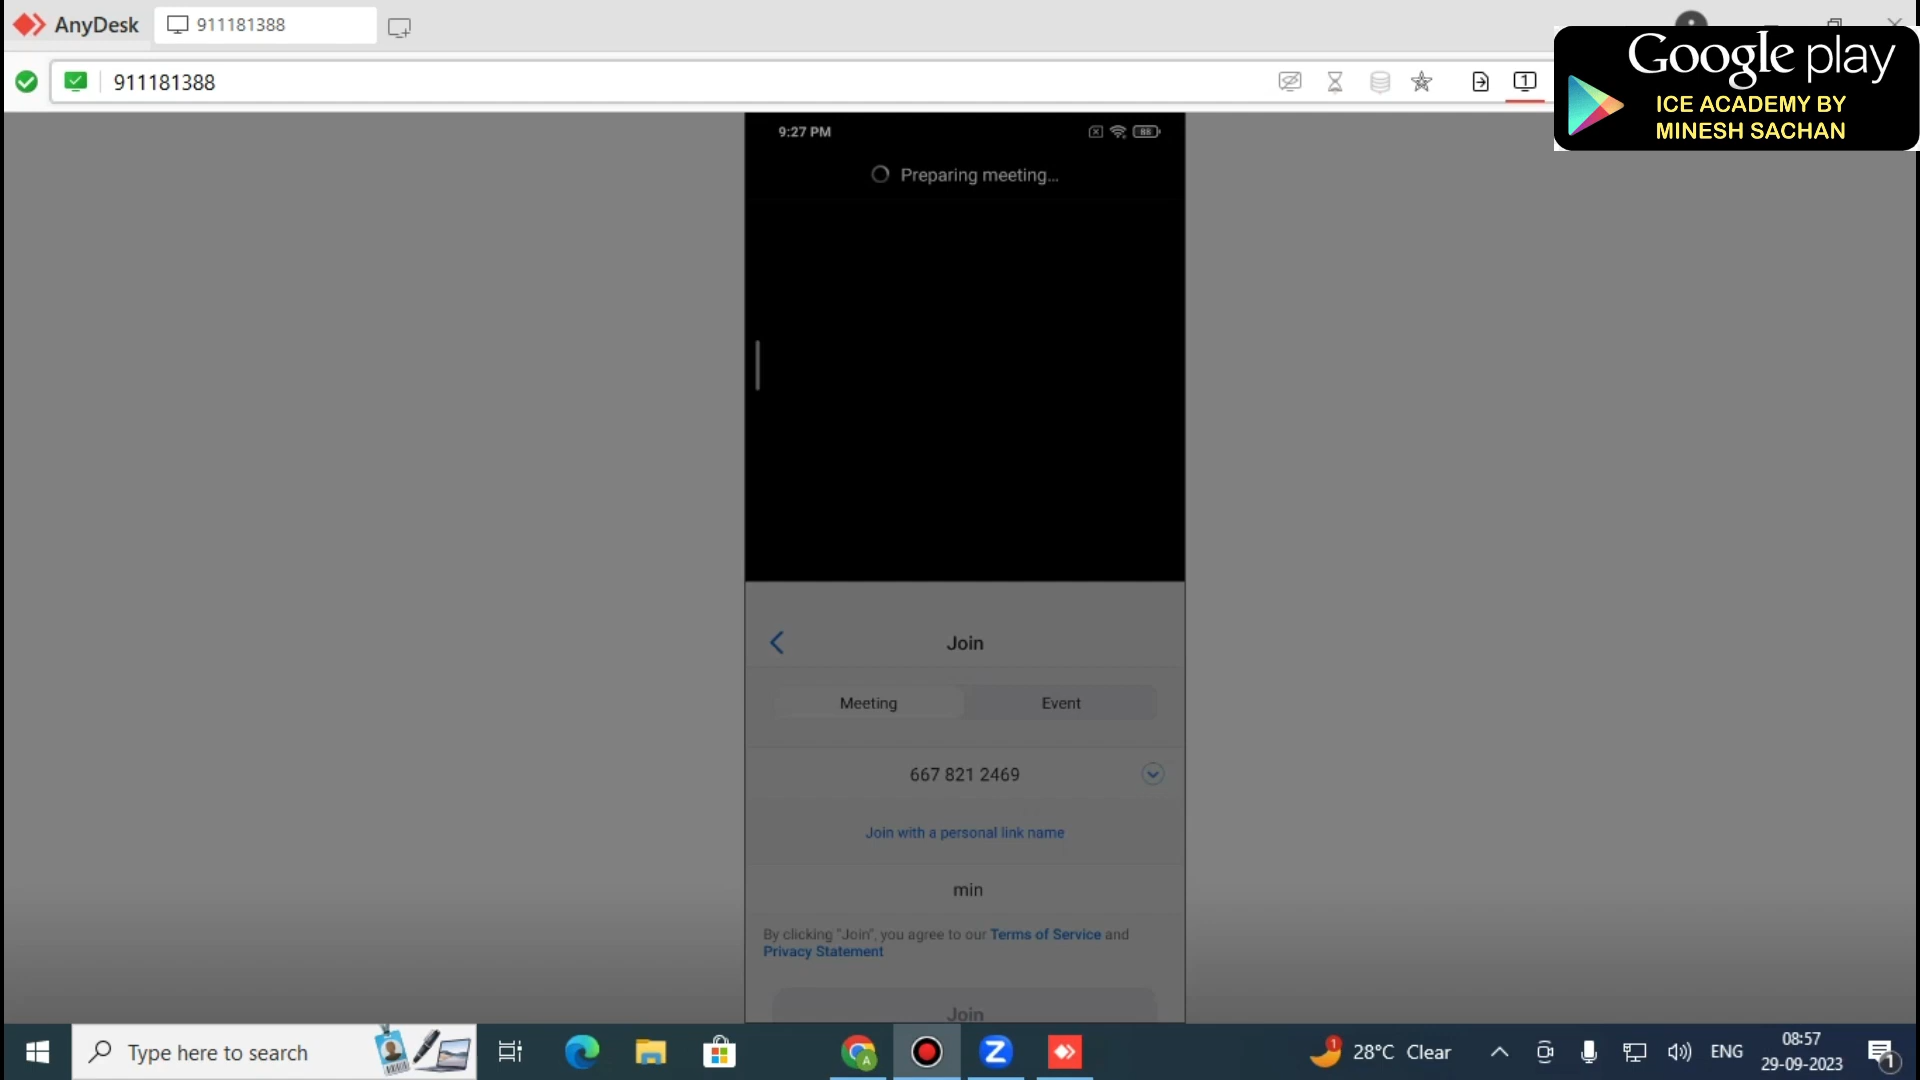 AnyDesk
911181388
911181388
Google play
ICE ACADEMY BY
MINESH SACHAN
9:27 PM
88
Preparing meeting...
Join
Meeting
Event
667 821 2469
Join with a personal link name
min
By clicking "Join", you agree to our Terms of Service and
Privacy Statement
Join
Type here to search
28°C Clear
ENG
08:57
29-09-2023